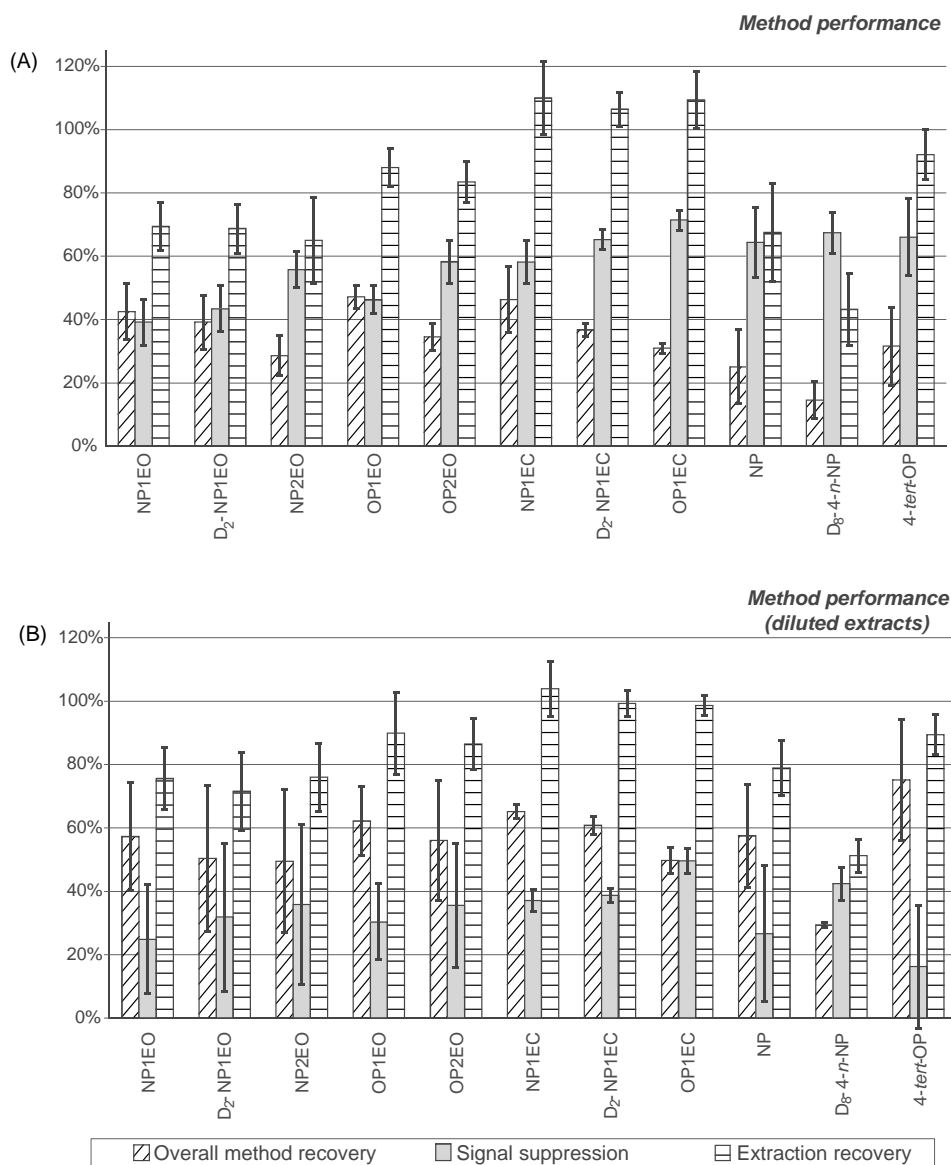 Method performance
(A)
120%
100%
80%
60%
40%
20%
0%
NP1EO
D₂- NP1EO
NP2EO
OP1EO
OP2EO
NP1EC
D₂- NP1EC
OP1EC
NP
D₈- 4-n-NP
4-tert-OP
Method performance
(diluted extracts)
(B)
120%
100%
80%
60%
40%
20%
0%
NP1EO
D₂- NP1EO
NP2EO
OP1EO
OP2EO
NP1EC
D₂- NP1EC
OP1EC
NP
D₈- 4-n-NP
4-tert-OP
Overall method recovery Signal suppression Extraction recovery